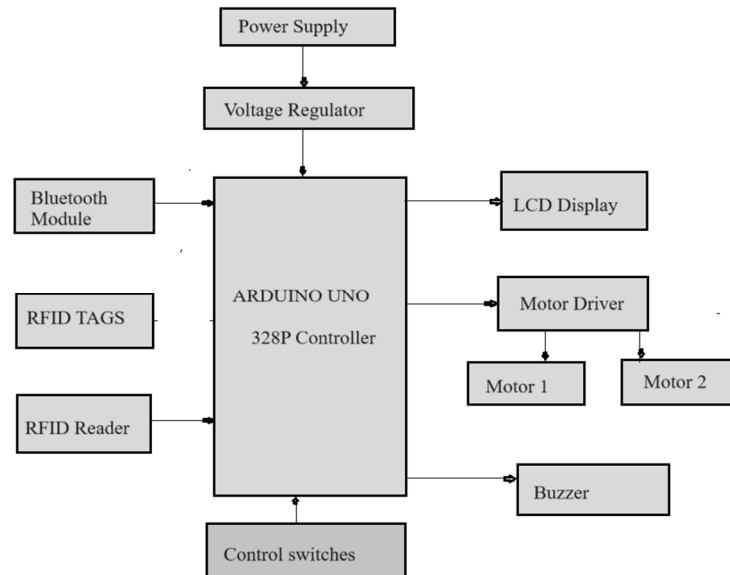 Power Supply
Voltage Regulator
Bluetooth
Module
LCD Display
ARDUINO UNO
328P Controller
RFID TAGS
Motor Driver
Motor 1
Motor 2
RFID Reader
Buzzer
Control switches